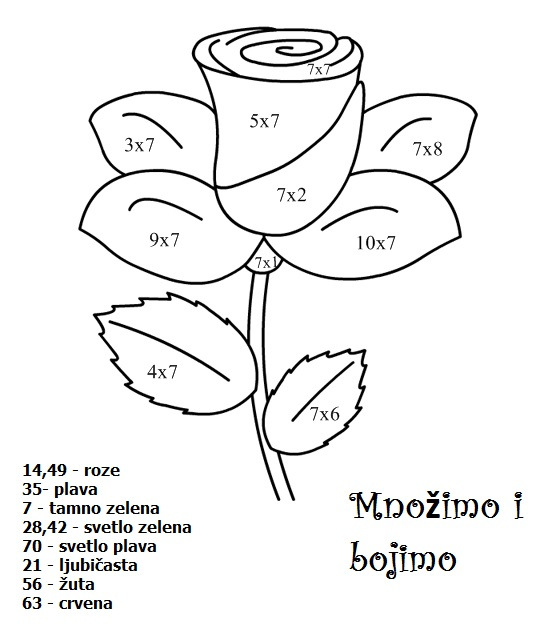 7x7
5x7
3x7
7x8
7x2
9x7
10x7
7x1
4x7
7x6
14,49 - roze
35- plava
7 - tamno zelena
28,42 - svetlo zelena
70 - svetlo plava
21 - ljubičasta
56 - žuta
63 - crvena
Množimo i
bojimo